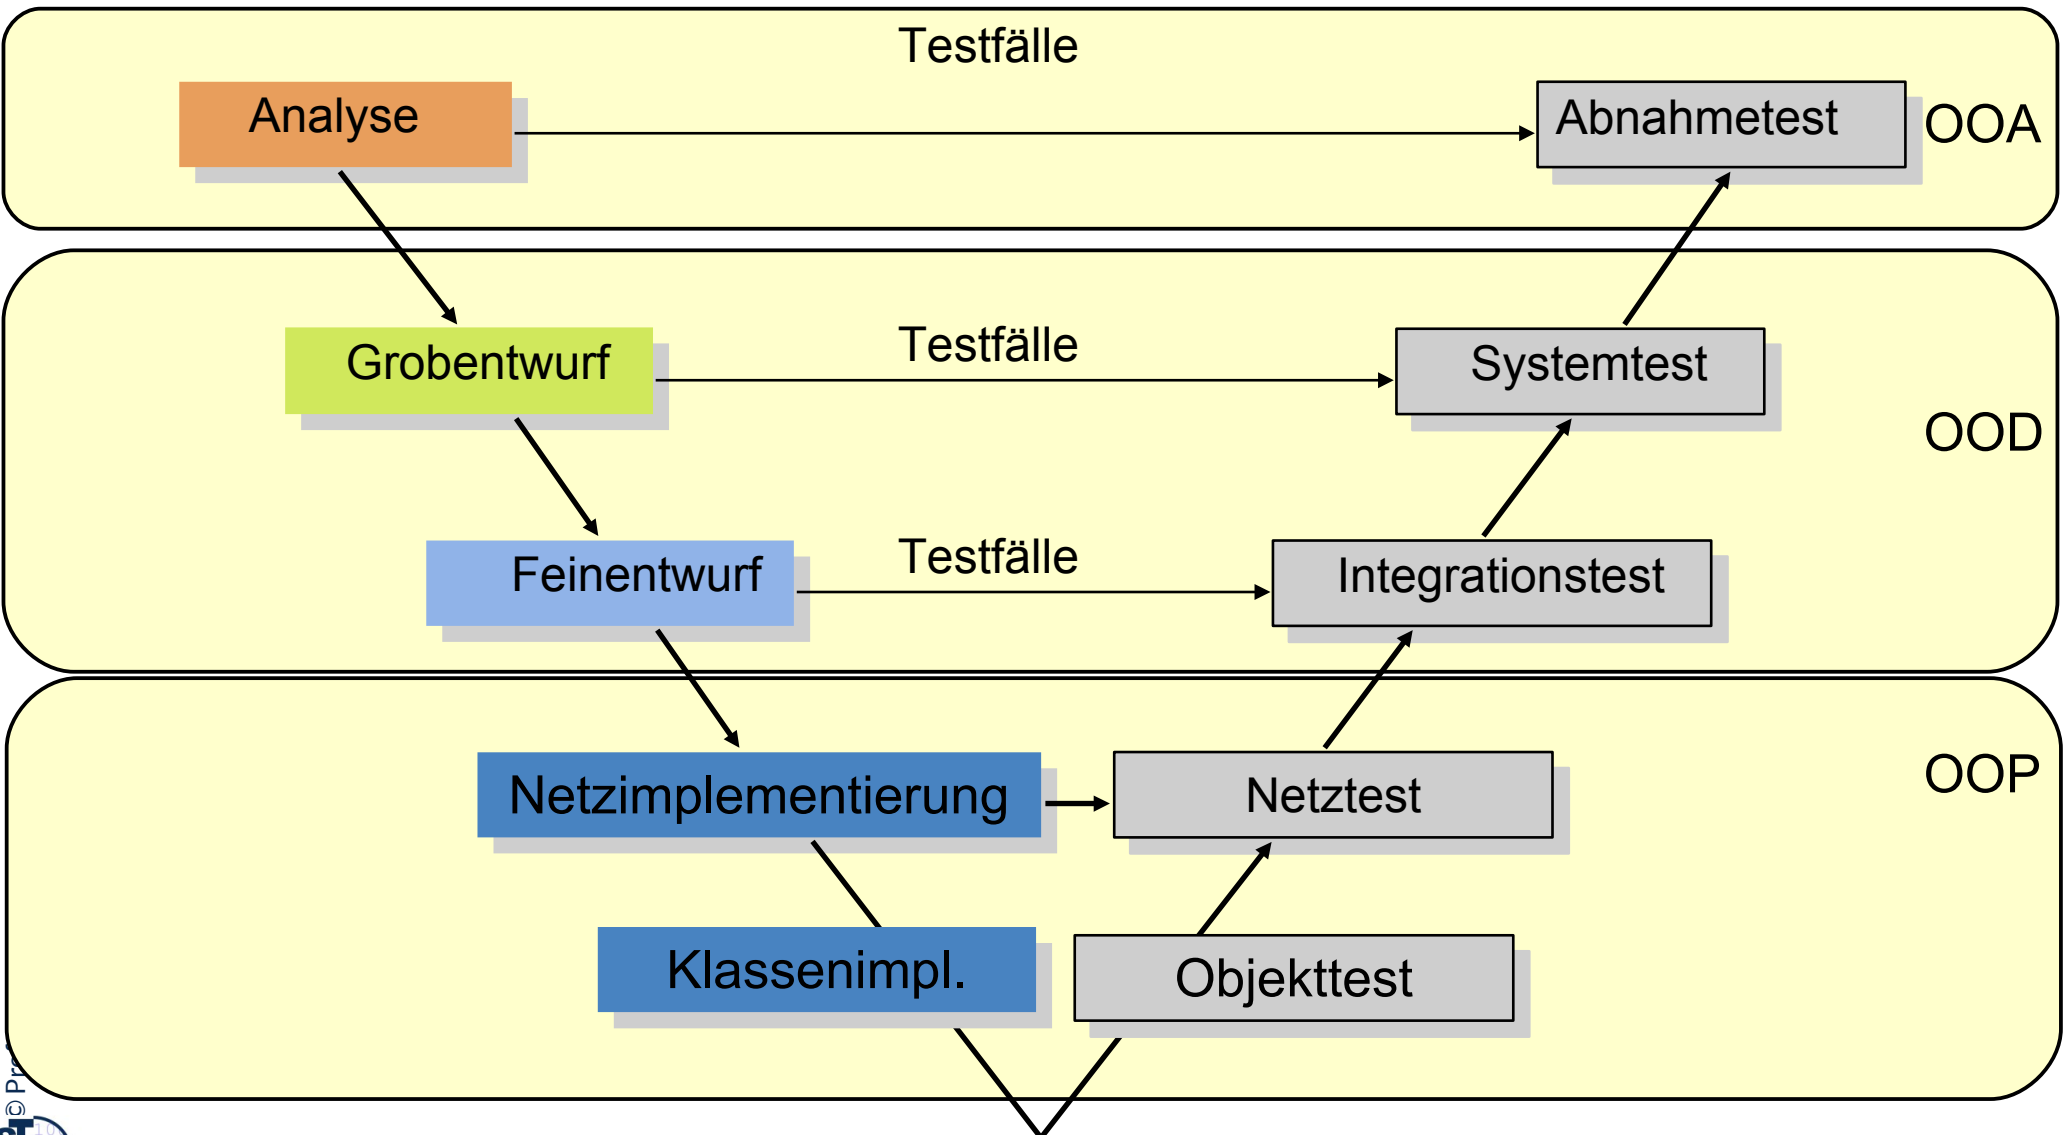 Testfälle
Analyse
Abnahmetest
OOA
Testfälle
Grobentwurf
Systemtest
OOD
Testfälle
Feinentwurf
Integrationstest
Netzimplementierung
Netztest
OOP
Klassenimpl.
Objekttest